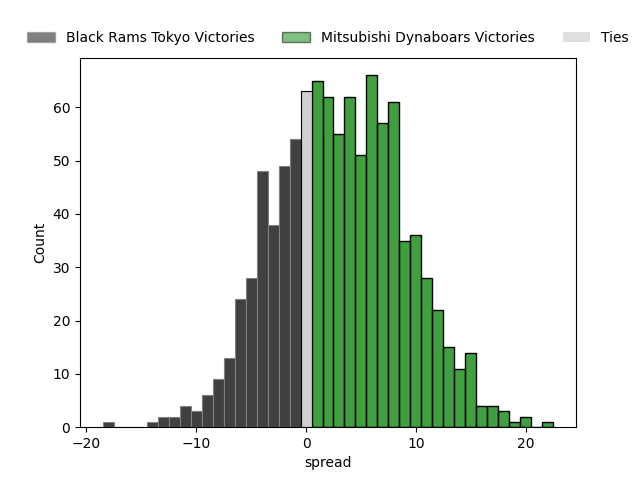 Black Rams Tokyo Victories Mitsubishi Dynaboars Victories Ties
60
50
40
30
20
10
0
Count
−20 −10 0 10 20
spread